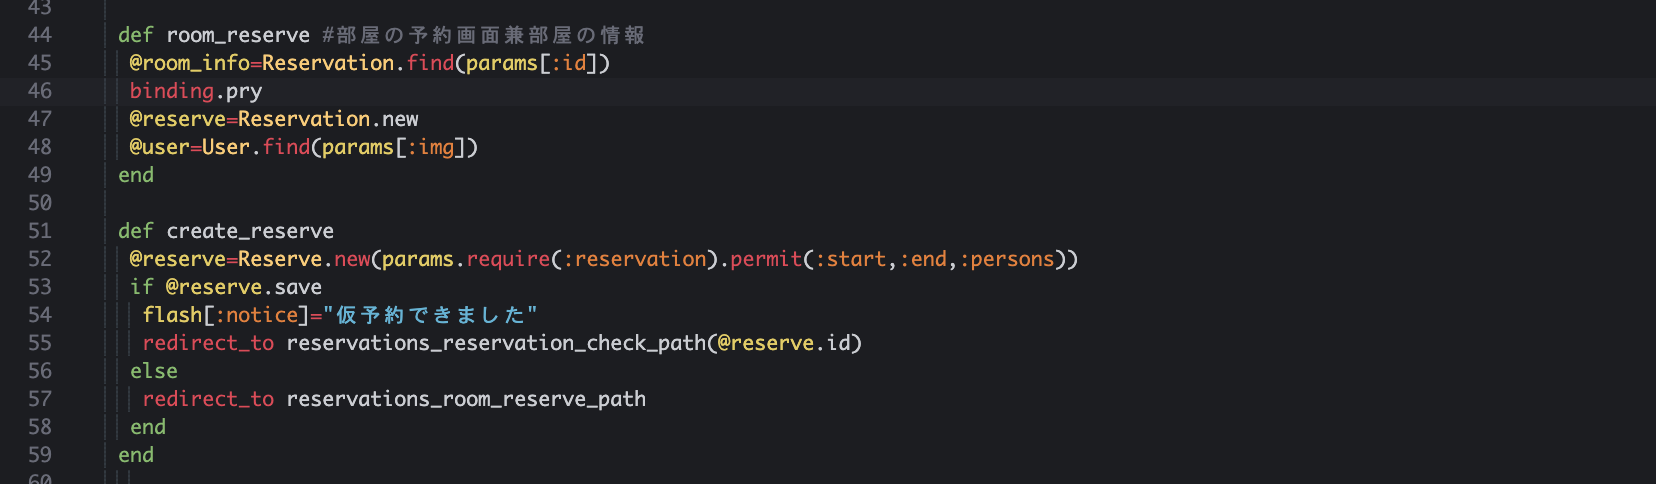 43
44 def room_reserve #部屋の予約画面兼部屋の情報
45 @room_info=Reservation.find(params[:id])
46 binding.pry
47 @reserve=Reservation.new
48 @user=User.find(params[:img])
49 end
50
51 def create_reserve
52 @reserve=Reserve.new(params.require(:reservation).permit(:start,:end,:persons))
53 if @reserve.save
54 flash[:notice]="仮予約できました"
55 redirect_to reservations_reservation_check_path(@reserve.id)
56 else
57 redirect_to reservations_room_reserve_path
58 end
59 end
60